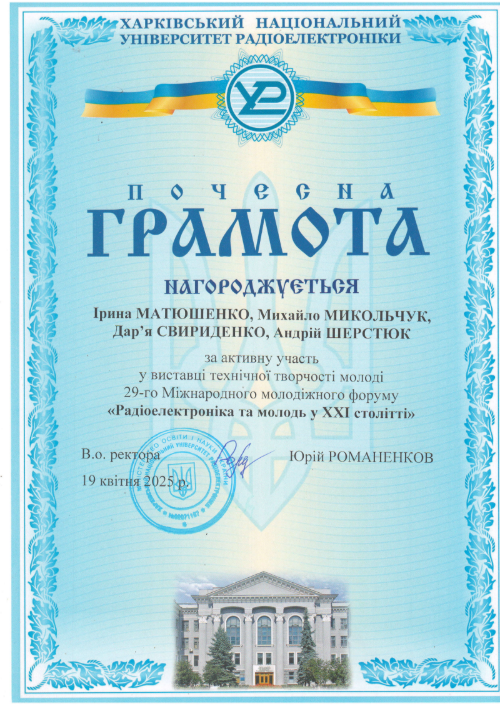 ХАРКІВСЬКИЙ НАЦІОНАЛЬНИЙ
УНІВЕРСИТЕТ РАДІОЕЛЕКТРОНІКИ
ПОЧЕСНА
ГРАМОТА
НАГОРОДЖУЄТЬСЯ
Ірина МАТЮШЕНКО, Михайло МИКОЛЬЧУК,
Дар’я СВИРИДЕНКО, Андрій ШЕРСТЮК
за активну участь
у виставці технічної творчості молоді
29-го Міжнародного молодіжного форуму
«Радіоелектроніка та молодь у ХХІ столітті»
В.о. ректора Юрій РОМАНЕНКОВ
19 квітня 2025 р.